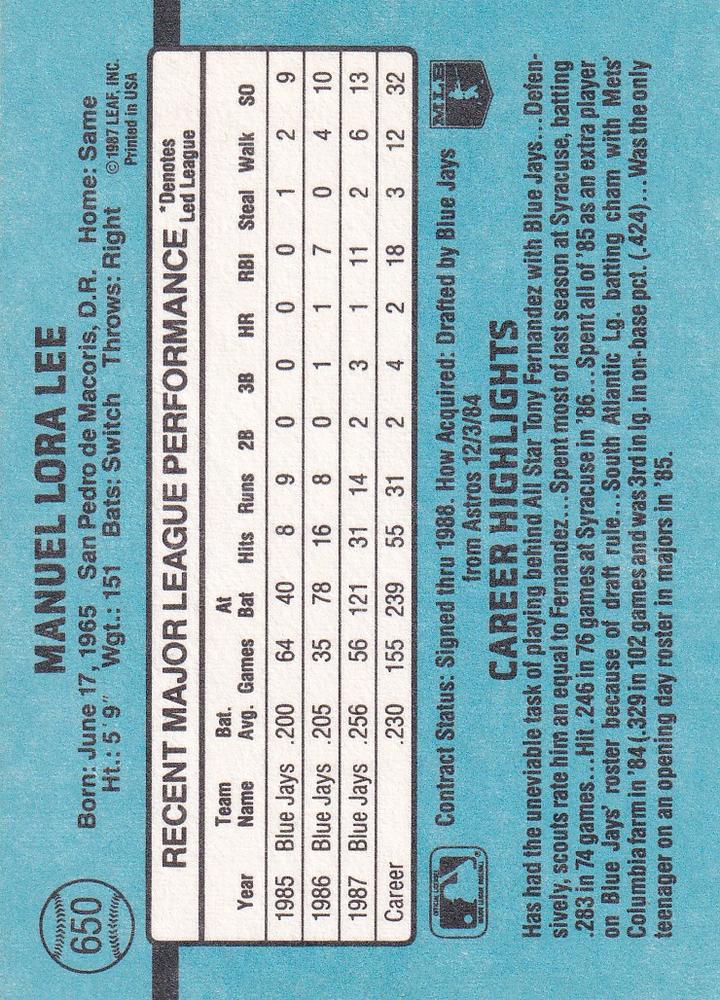 650
MANUEL LORA LEE
Born: June 17, 1965 San Pedro de Macoris, D.R. Home: Same
Ht.: 5' 9" Wgt.: 151 Bats: Switch Throws: Right
© 1987 LEAF, INC.
Printed in USA
RECENT MAJOR LEAGUE PERFORMANCE *Denotes Led League
Year Team Name Bat. Avg. Games At Bat Hits Runs 2B 3B HR RBI Steal Walk SO
1985 Blue Jays .200 64 40 8 9 0 0 0 0 1 2 9
1986 Blue Jays .205 35 78 16 8 0 1 1 7 0 4 10
1987 Blue Jays .256 56 121 31 14 2 3 1 11 2 6 13
Career .230 155 239 55 31 2 4 2 18 3 12 32
Contract Status: Signed thru 1988. How Acquired: Drafted by Blue Jays
from Astros 12/3/84
MLB
CAREER HIGHLIGHTS
Has had the uneviable task of playing behind All Star Tony Fernandez with Blue Jays...Defen-
sively, scouts rate him an equal to Fernandez...Spent most of last season at Syracuse, batting
.283 in 74 games...Hit .246 in 76 games at Syracuse in '86...Spent all of '85 as an extra player
on Blue Jays' roster because of draft rule...South Atlantic Lg. batting champ with Mets'
Columbia farm in '84 (.329 in 102 games and was 3rd in lg. in on-base pct. (.424)...Was the only
teenager on an opening day roster in majors in '85.